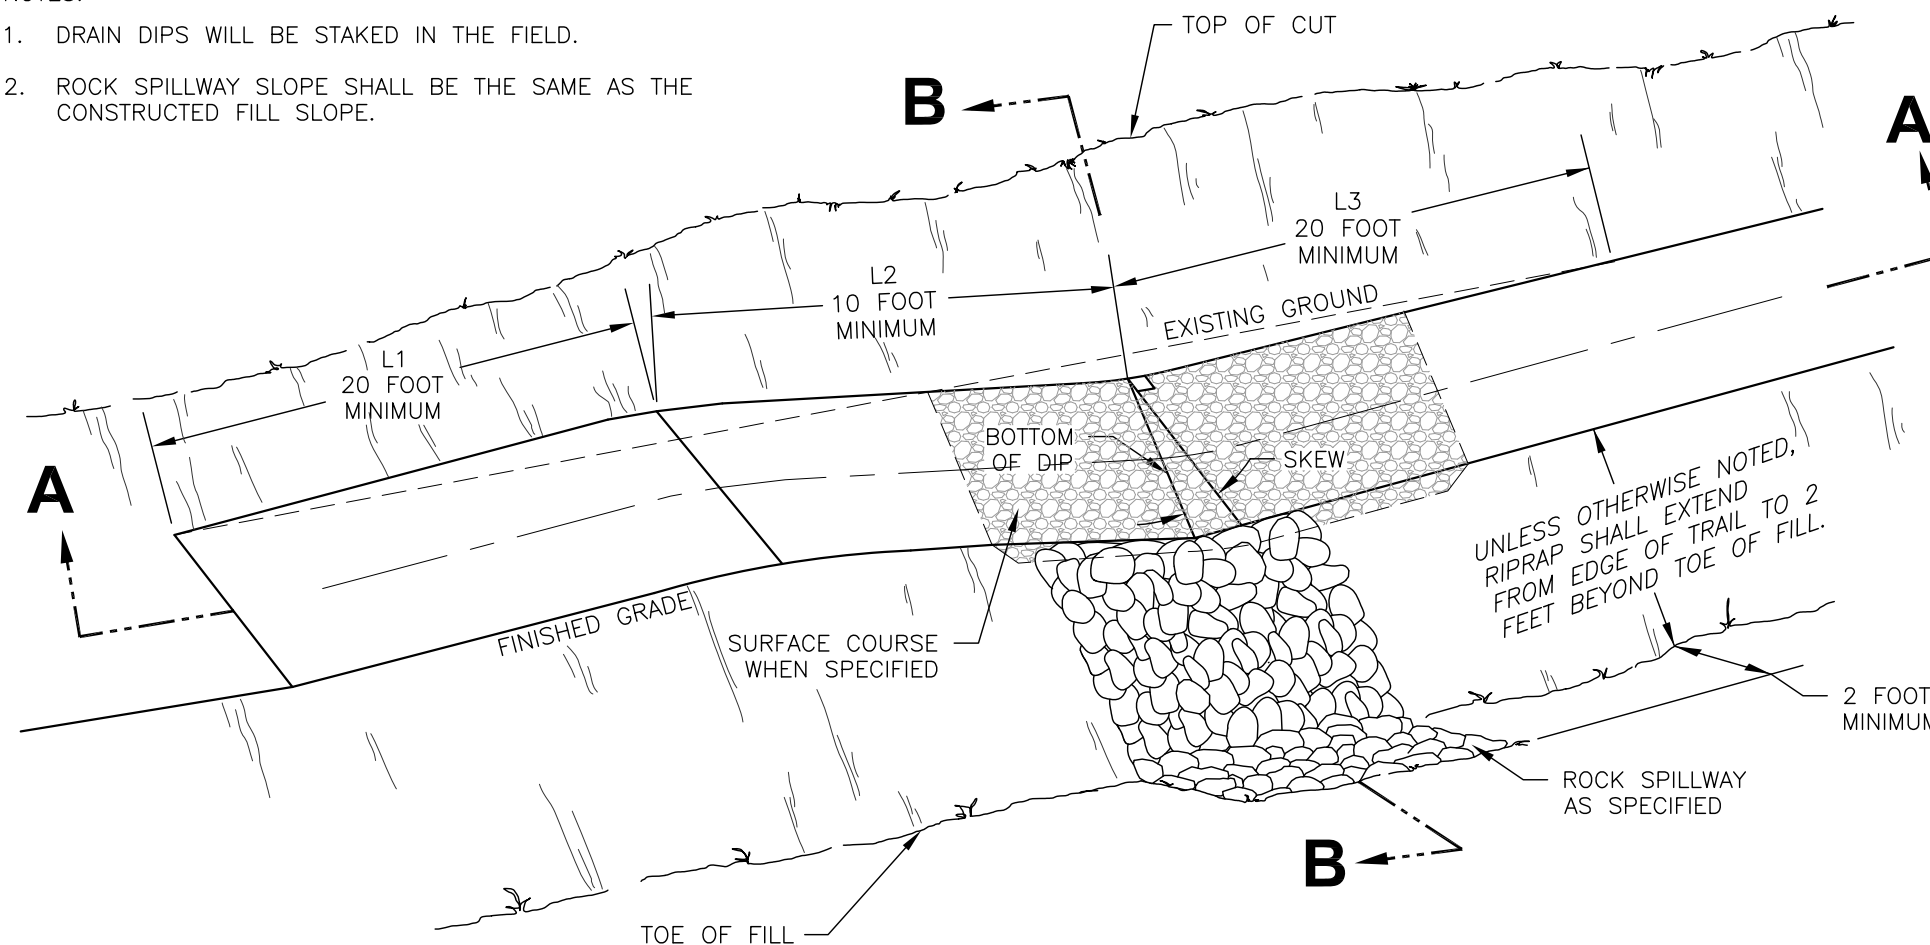 1. DRAIN DIPS WILL BE STAKED IN THE FIELD.
2. ROCK SPILLWAY SLOPE SHALL BE THE SAME AS THE
CONSTRUCTED FILL SLOPE.
TOP OF CUT
B
A
L3
20 FOOT
MINIMUM
L2
10 FOOT
MINIMUM
EXISTING GROUND
L1
20 FOOT
MINIMUM
BOTTOM
OF DIP
SKEW
A
UNLESS OTHERWISE NOTED,
RIPRAP SHALL EXTEND
FROM EDGE OF TRAIL TO 2
FEET BEYOND TOE OF FILL.
FINISHED GRADE
SURFACE COURSE
WHEN SPECIFIED
2 FOOT
MINIMUM
ROCK SPILLWAY
AS SPECIFIED
B
TOE OF FILL